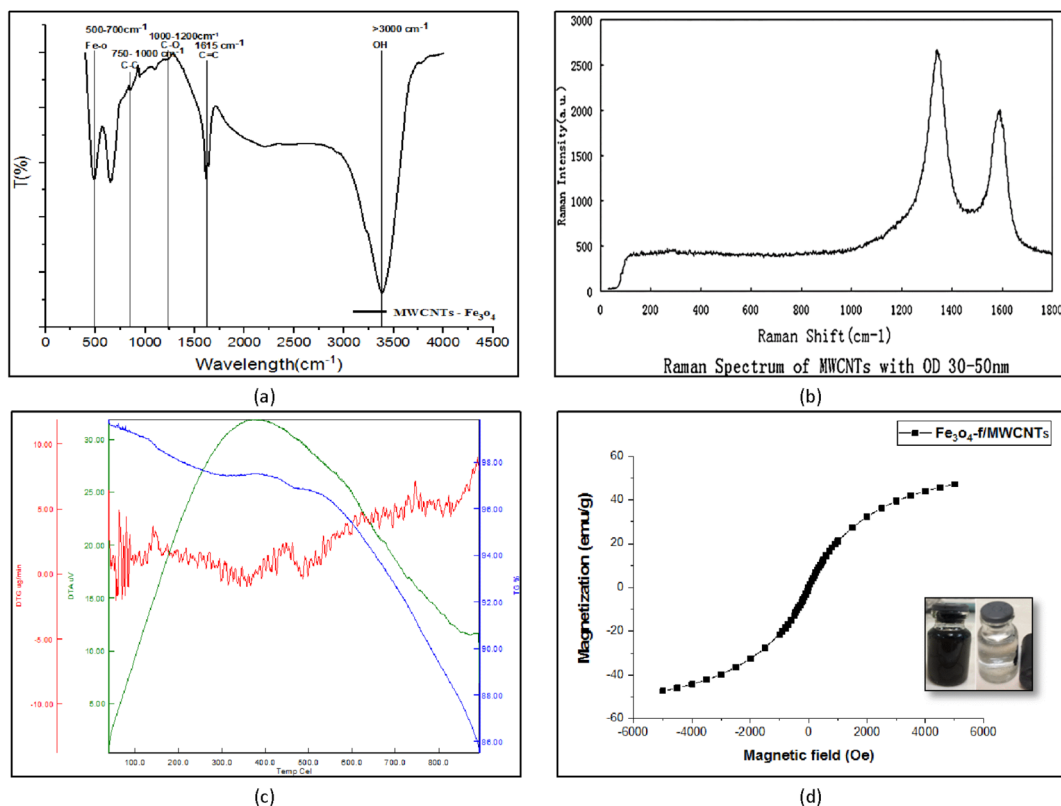 500-700cm-1
Fe-o
750- 1000 cm-1
C-C
1000-1200cm-1
C-O
1615 cm-1
C=C
>3000 cm-1
OH
T(%)
MWCNTs - Fe3o4
0 500 1000 1500 2000 2500 3000 3500 4000 4500
Wavelength(cm-1)
(a)
3000
2500
2000
1500
1000
500
0
Raman Intensity(a.u.)
0 200 400 600 800 1000 1200 1400 1600 1800
Raman Shift(cm-1)
Raman Spectrum of MWCNTs with OD 30-50nm
(b)
10.00
5.00
0.00
-5.00
-10.00
DTG ug/min
30.00
25.00
20.00
15.00
10.00
5.00
DTA uV
98.00
96.00
94.00
92.00
90.00
88.00
86.00
TG %
100.0 200.0 300.0 400.0 500.0 600.0 700.0 800.0
Temp Cel
(c)
Fe3o4-f/MWCNTs
60
40
20
0
-20
-40
-60
Magnetization (emu/g)
-6000 -4000 -2000 0 2000 4000 6000
Magnetic field (Oe)
(d)